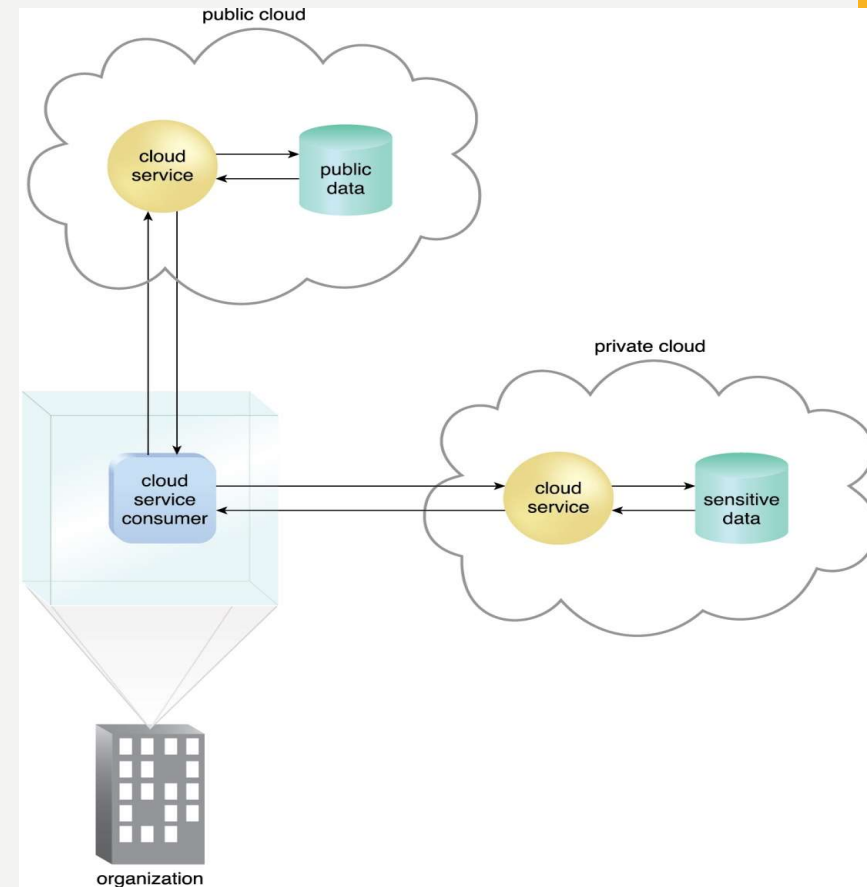 public cloud
cloud
service
public
data
private cloud
cloud
service
consumer
cloud
service
sensitive
data
organization